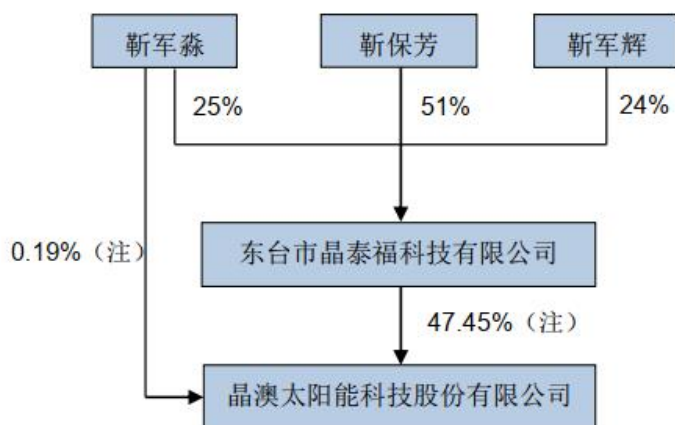 靳军淼
靳保芳
靳军辉
25%
51%
24%
0.19%（注）
东台市晶泰福科技有限公司
47.45%（注）
晶澳太阳能科技股份有限公司